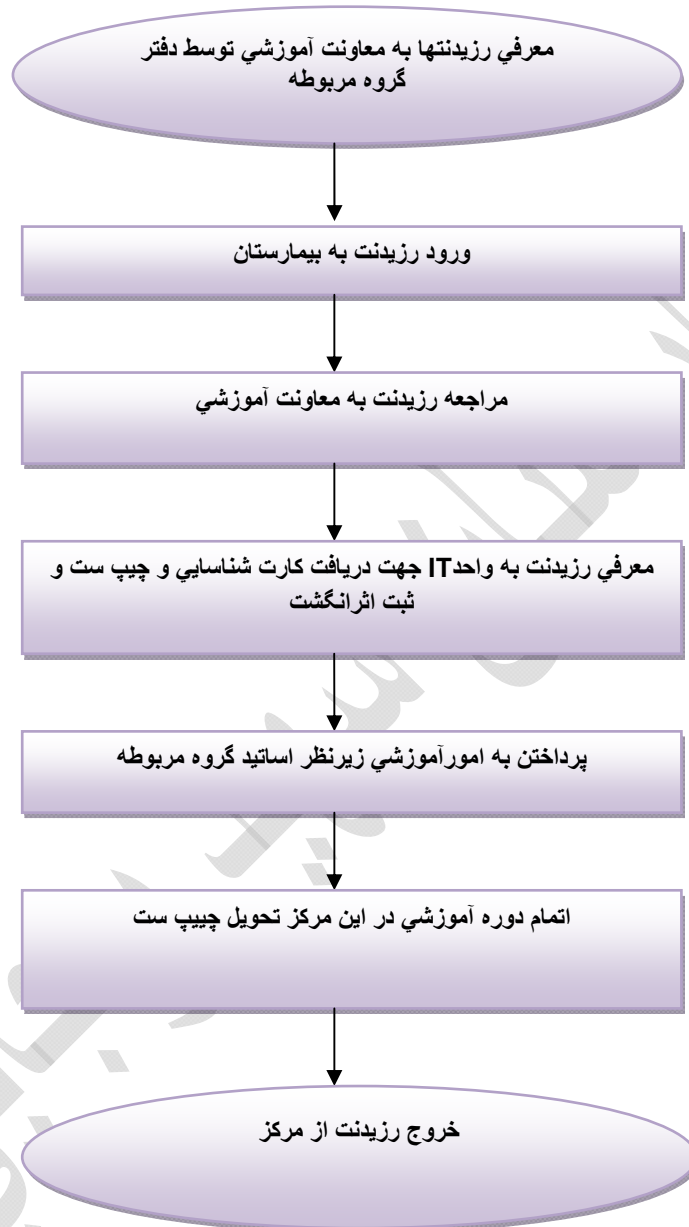 معرفي رزيدنتها به معاونت آموزشي توسط دفتر
گروه مربوطه
ورود رزيدنت به بيمارستان
مراجعه رزيدنت به معاونت آموزشي
معرفي رزيدنت به واحدIT جهت دريافت كارت شناسايي و چيپ ست و
ثبت اثرانگشت
پرداختن به امورآموزشي زيرنظر اساتيد گروه مربوطه
اتمام دوره آموزشي در اين مركز تحويل چييپ ست
خروج رزيدنت از مركز